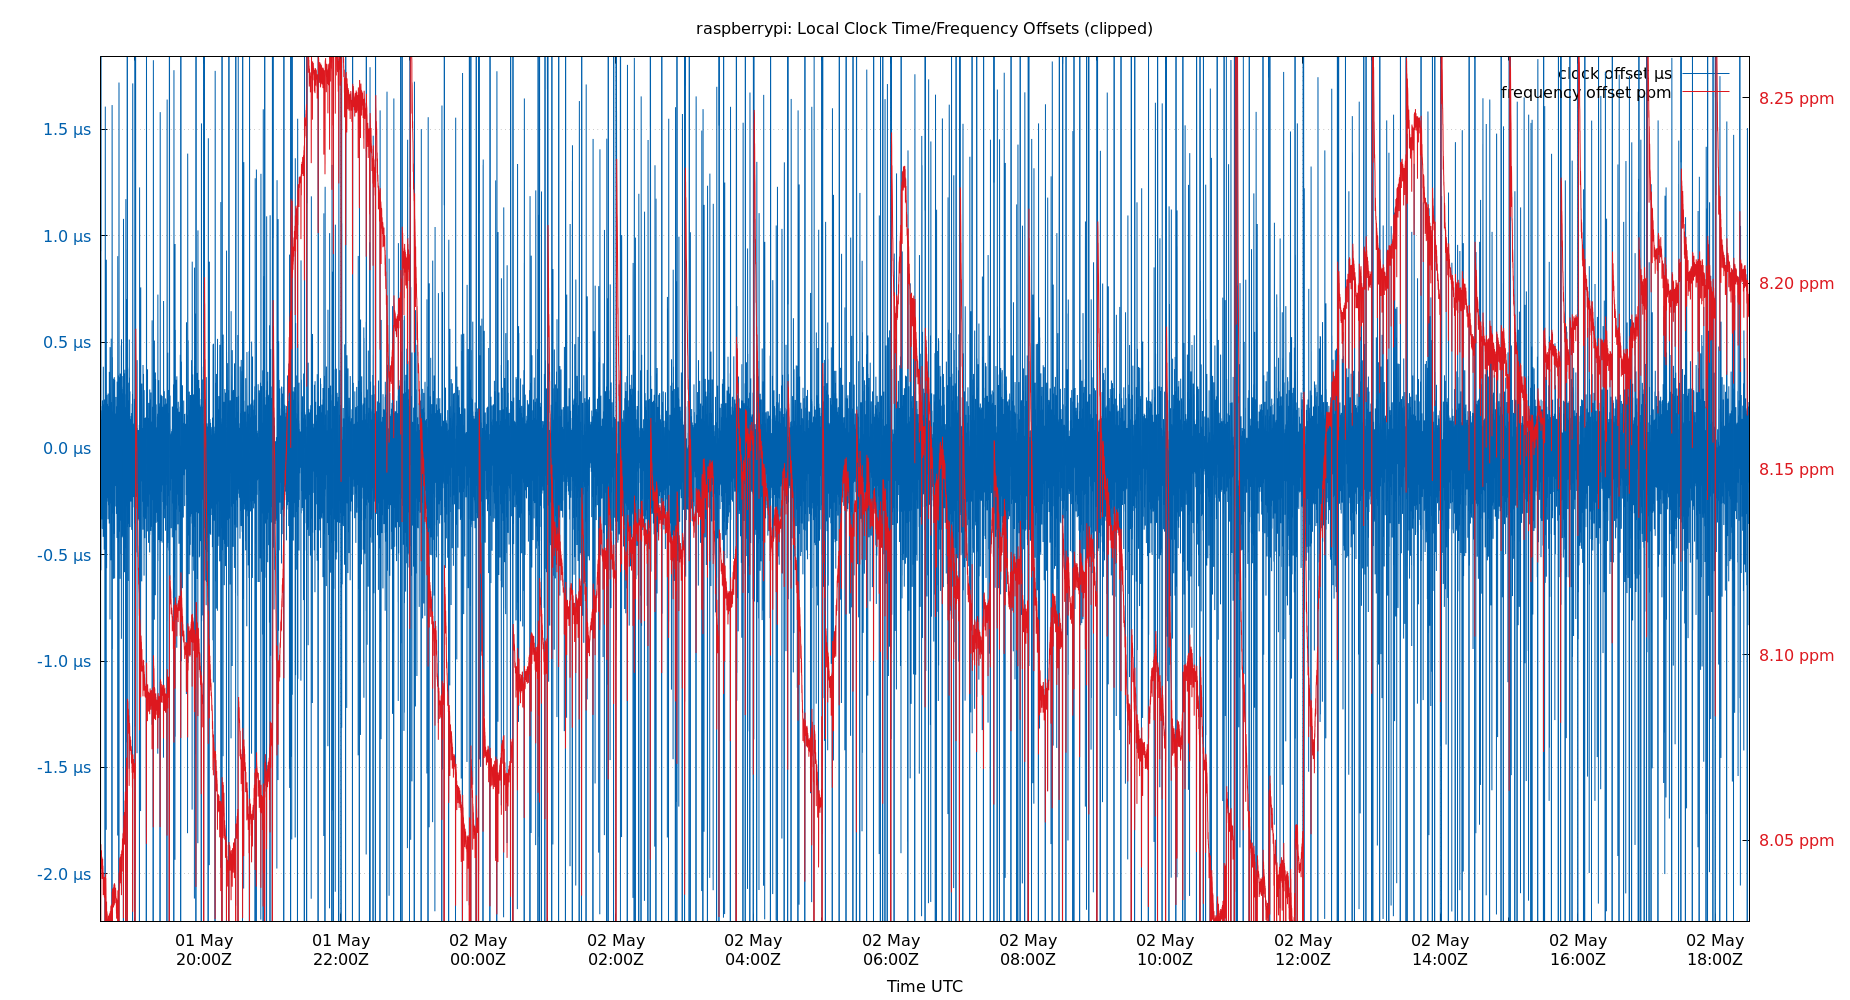 raspberrypi: Local Clock Time/Frequency Offsets (clipped)
clock offset µs
frequency offset ppm
1.5 µs
1.0 µs
0.5 µs
0.0 µs
-0.5 µs
-1.0 µs
-1.5 µs
-2.0 µs
8.25 ppm
8.20 ppm
8.15 ppm
8.10 ppm
8.05 ppm
01 May 01 May 02 May 02 May 02 May 02 May 02 May 02 May 02 May 02 May 02 May 02 May
20:00Z 22:00Z 00:00Z 02:00Z 04:00Z 06:00Z 08:00Z 10:00Z 12:00Z 14:00Z 16:00Z 18:00Z
Time UTC